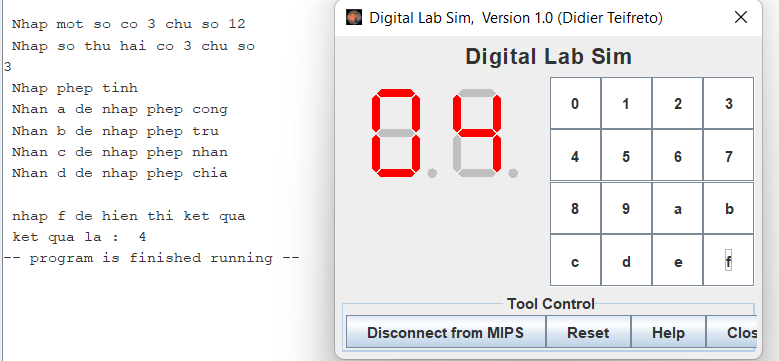 Nhap mot so co 3 chu so 12
Nhap so thu hai co 3 chu so
3
Nhap phep tinh
Nhan a de nhap phep cong
Nhan b de nhap phep tru
Nhan c de nhap phep nhan
Nhan d de nhap phep chia
nhap f de hien thi ket qua
ket qua la :  4
-- program is finished running --
Digital Lab Sim, Version 1.0 (Didier Teifreto)
Digital Lab Sim
04
0 1 2 3
4 5 6 7
8 9 a b
c d e f
Tool Control
Disconnect from MIPS Reset Help Clos